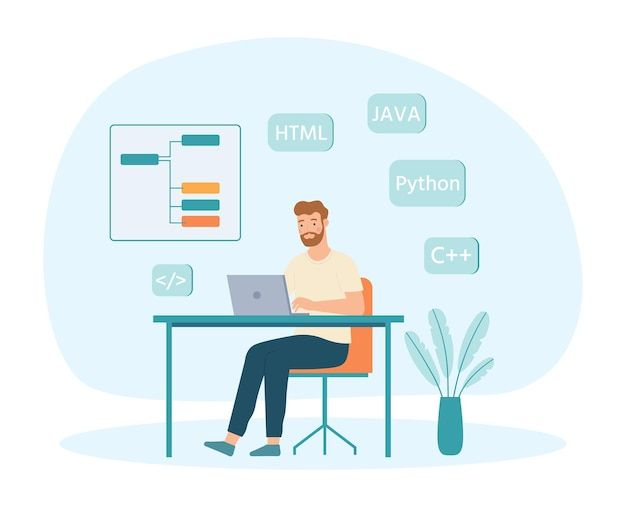 JAVA
HTML
Python
C++
</>